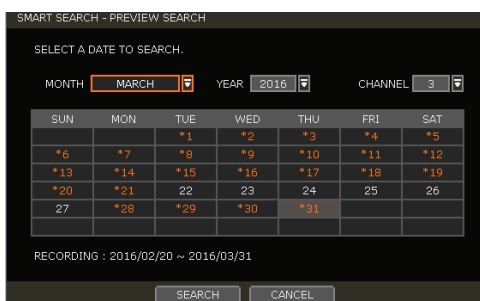 SMART SEARCH - PREVIEW SEARCH
SELECT A DATE TO SEARCH.
MONTH MARCH YEAR 2016 CHANNEL 3
SUN MON TUE WED THU FRI SAT
*1 *2 *3 *4 *5
*6 *7 *8 *9 *10 *11 *12
*13 *14 *15 *16 *17 *18 *19
*20 *21 22 23 24 25 26
27 *28 *29 *30 *31
RECORDING : 2016/02/20 ~ 2016/03/31
SEARCH CANCEL